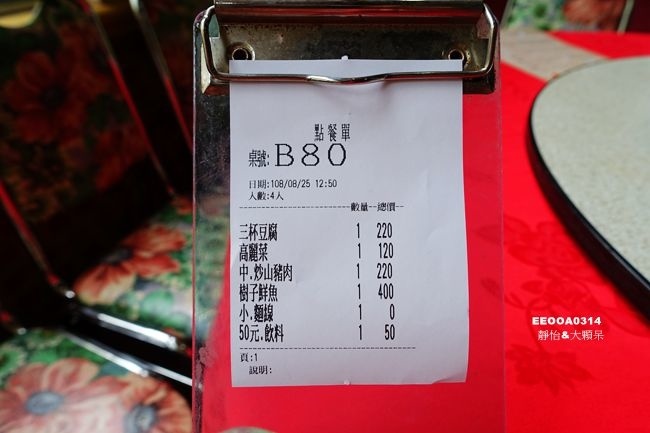 點餐單
桌號: B80
日期:108/08/25 12:50
人數:4人
數量--總價--
三杯豆腐 1 220
高麗菜 1 120
中.炒山豬肉 1 220
樹子鮮魚 1 400
小.麵線 1 0
50元.飲料 1 50
頁:1
說明:
EEOOA0314
靜怡&大顆呆